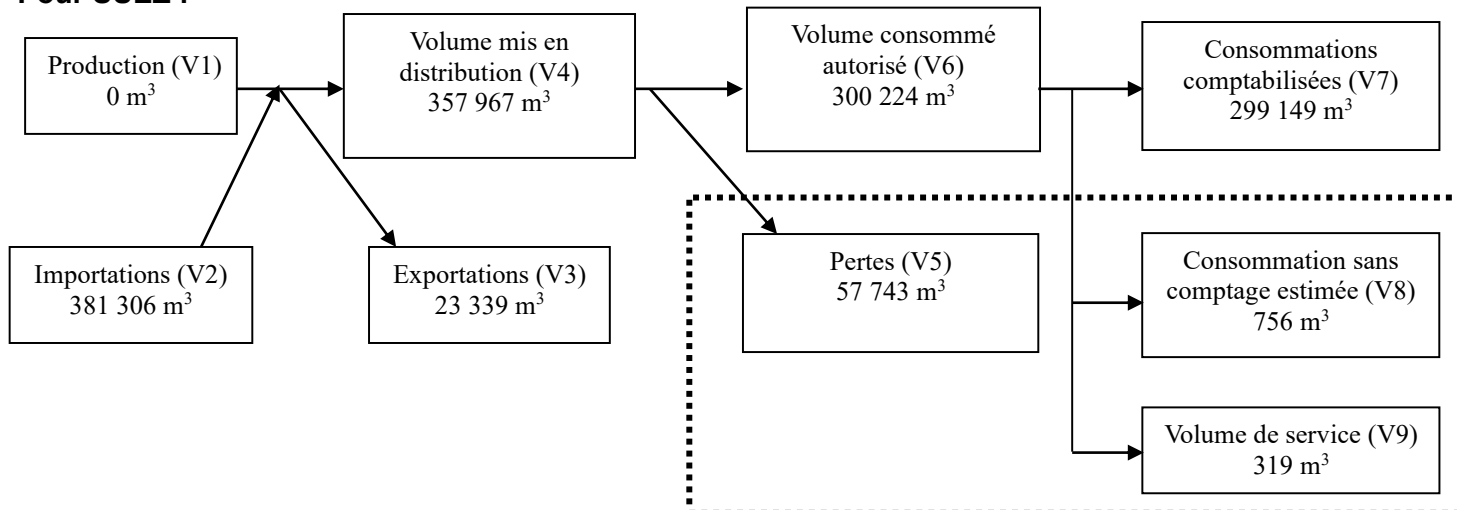 Production (V1)
0 m³
Volume mis en
distribution (V4)
357 967 m³
Volume consommé
autorisé (V6)
300 224 m³
Consommations
comptabilisées (V7)
299 149 m³
Importations (V2)
381 306 m³
Exportations (V3)
23 339 m³
Pertes (V5)
57 743 m³
Consommation sans
comptage estimée (V8)
756 m³
Volume de service (V9)
319 m³